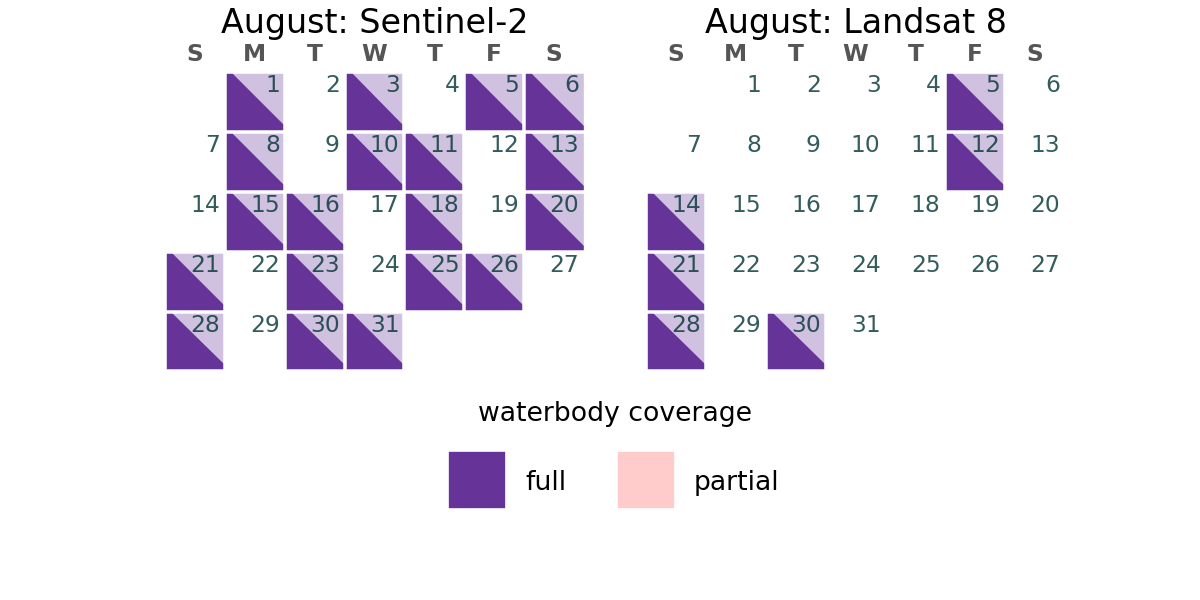 August: Sentinel-2
S M T W T F S
1 2 3 4 5 6
7 8 9 10 11 12 13
14 15 16 17 18 19 20
21 22 23 24 25 26 27
28 29 30 31
August: Landsat 8
S M T W T F S
1 2 3 4 5 6
7 8 9 10 11 12 13
14 15 16 17 18 19 20
21 22 23 24 25 26 27
28 29 30 31
waterbody coverage
full partial